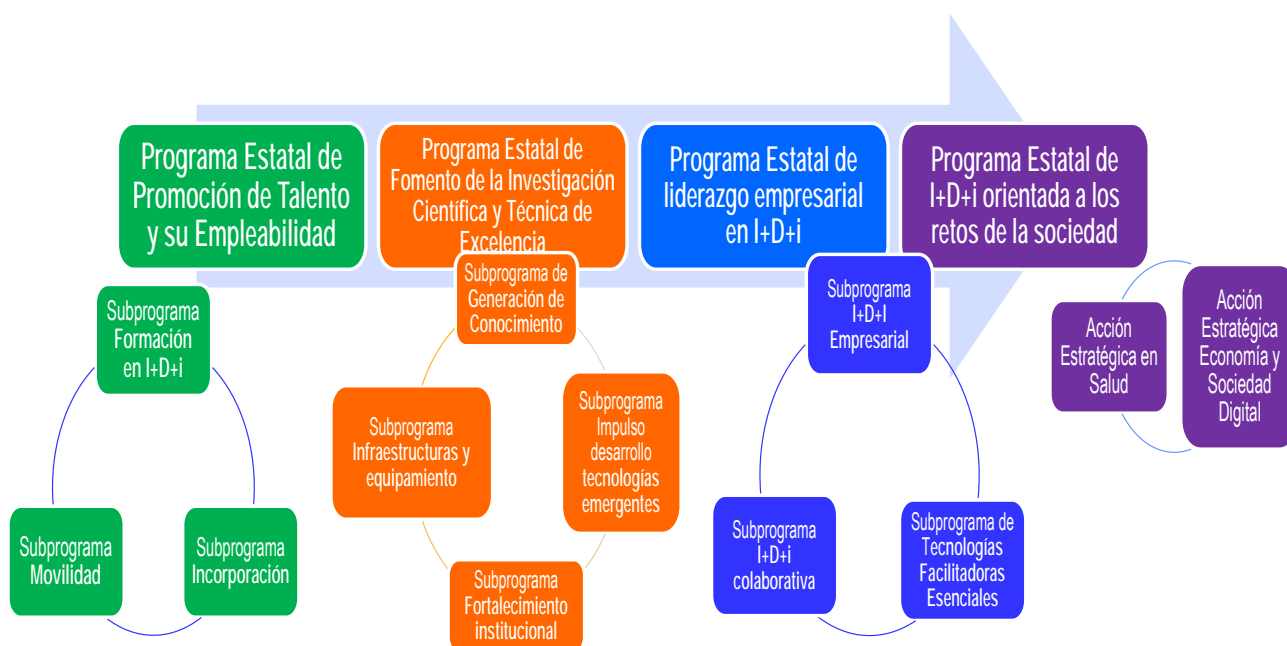 Programa Estatal de
Promoción de Talento
y su Empleabilidad
Programa Estatal de
Fomento de la Investigación
Científica y Técnica de
Excelencia
Programa Estatal de
liderazgo empresarial
en I+D+i
Programa Estatal de
I+D+i orientada a los
retos de la sociedad
Subprograma
Formación
en I+D+i
Subprograma
Movilidad
Subprograma
Incorporación
Subprograma de
Generación de
Conocimiento
Subprograma
Infraestructuras y
equipamiento
Subprograma
Impulso
desarrollo
tecnologías
emergentes
Subprograma
Fortalecimiento
institucional
Subprograma
I+D+I
Empresarial
Subprograma
I+D+i
colaborativa
Subprograma de
Tecnologías
Facilitadoras
Esenciales
Acción
Estratégica en
Salud
Acción
Estratégica
Economía y
Sociedad
Digital